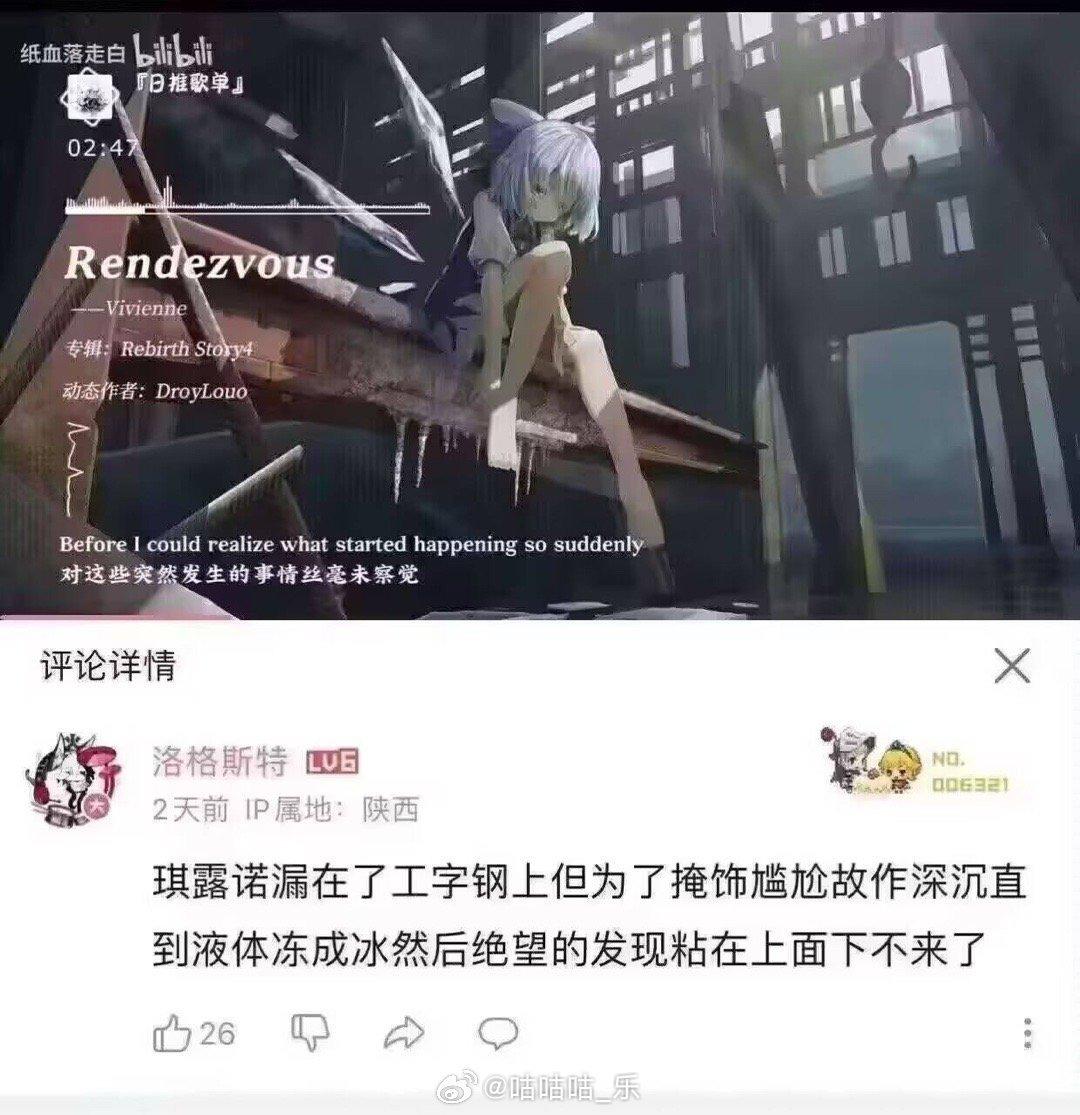 纸血落走白 bilibili
『日推歌单』
02:47
Rendezvous
——Vivienne
专辑：Rebirth Story4
动态作者：DroyLouo
Before I could realize what started happening so suddenly
对这些突然发生的事情丝毫未察觉
评论详情
洛格斯特 LV6
NO.
006321
大
2天前 IP属地：陕西
琪露诺漏在了工字钢上但为了掩饰尴尬故作深沉直
到液体冻成冰然后绝望的发现粘在上面下不来了
26
@咕咕咕_乐